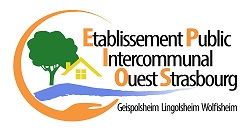 Etablissement Public
Intercommunal
Ouest Strasbourg
Geispolsheim Lingolsheim Wolfisheim